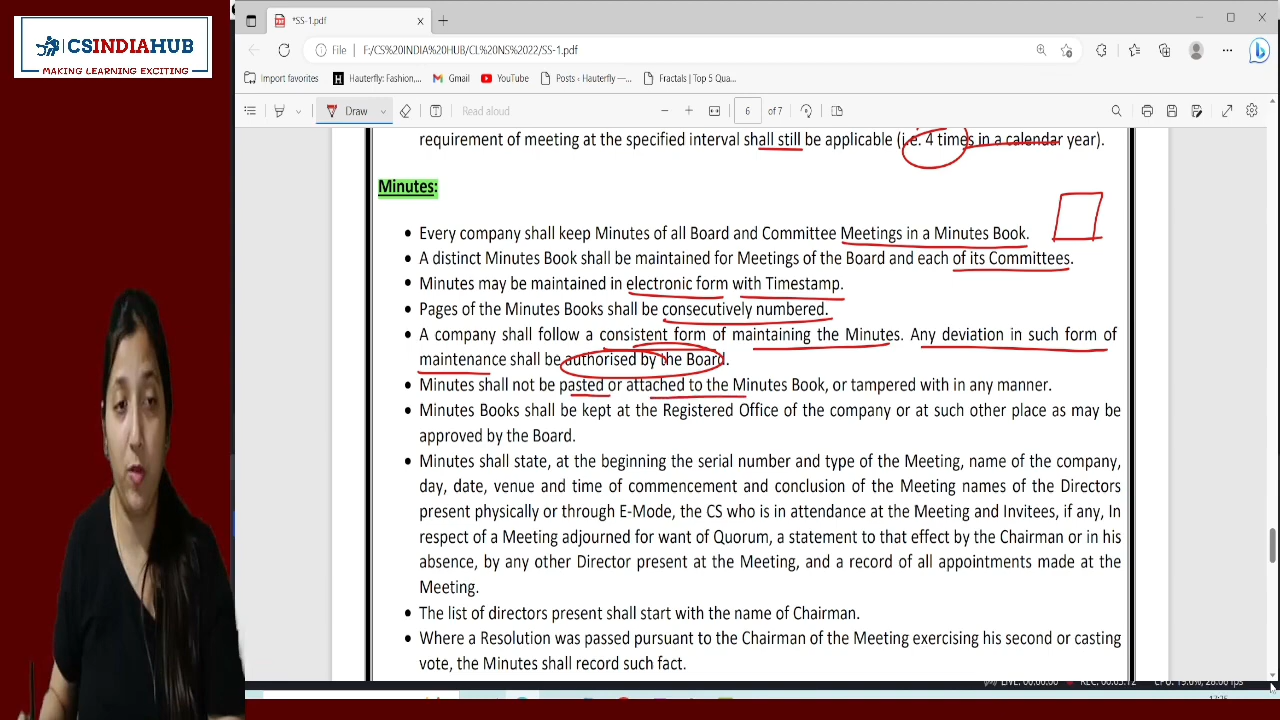 CSINDIAHUB
MAKING LEARNING EXCITING
*SS-1.pdf
File F:/CS%20INDIA%20HUB/CL%20NS%2022/SS-1.pdf
Import favorites Hauterfly: Fashion,... Gmail YouTube Posts ‹ Hauterfly —... Fractals | Top 5 Qua...
Draw Read aloud 6 of 7
requirement of meeting at the specified interval shall still be applicable (i.e. 4 times in a calendar year).
Minutes:
• Every company shall keep Minutes of all Board and Committee Meetings in a Minutes Book.
• A distinct Minutes Book shall be maintained for Meetings of the Board and each of its Committees.
• Minutes may be maintained in electronic form with Timestamp.
• Pages of the Minutes Books shall be consecutively numbered.
• A company shall follow a consistent form of maintaining the Minutes. Any deviation in such form of
maintenance shall be authorised by the Board.
• Minutes shall not be pasted or attached to the Minutes Book, or tampered with in any manner.
• Minutes Books shall be kept at the Registered Office of the company or at such other place as may be
approved by the Board.
• Minutes shall state, at the beginning the serial number and type of the Meeting, name of the company,
day, date, venue and time of commencement and conclusion of the Meeting names of the Directors
present physically or through E-Mode, the CS who is in attendance at the Meeting and Invitees, if any, In
respect of a Meeting adjourned for want of Quorum, a statement to that effect by the Chairman or in his
absence, by any other Director present at the Meeting, and a record of all appointments made at the
Meeting.
• The list of directors present shall start with the name of Chairman.
• Where a Resolution was passed pursuant to the Chairman of the Meeting exercising his second or casting
vote, the Minutes shall record such fact.